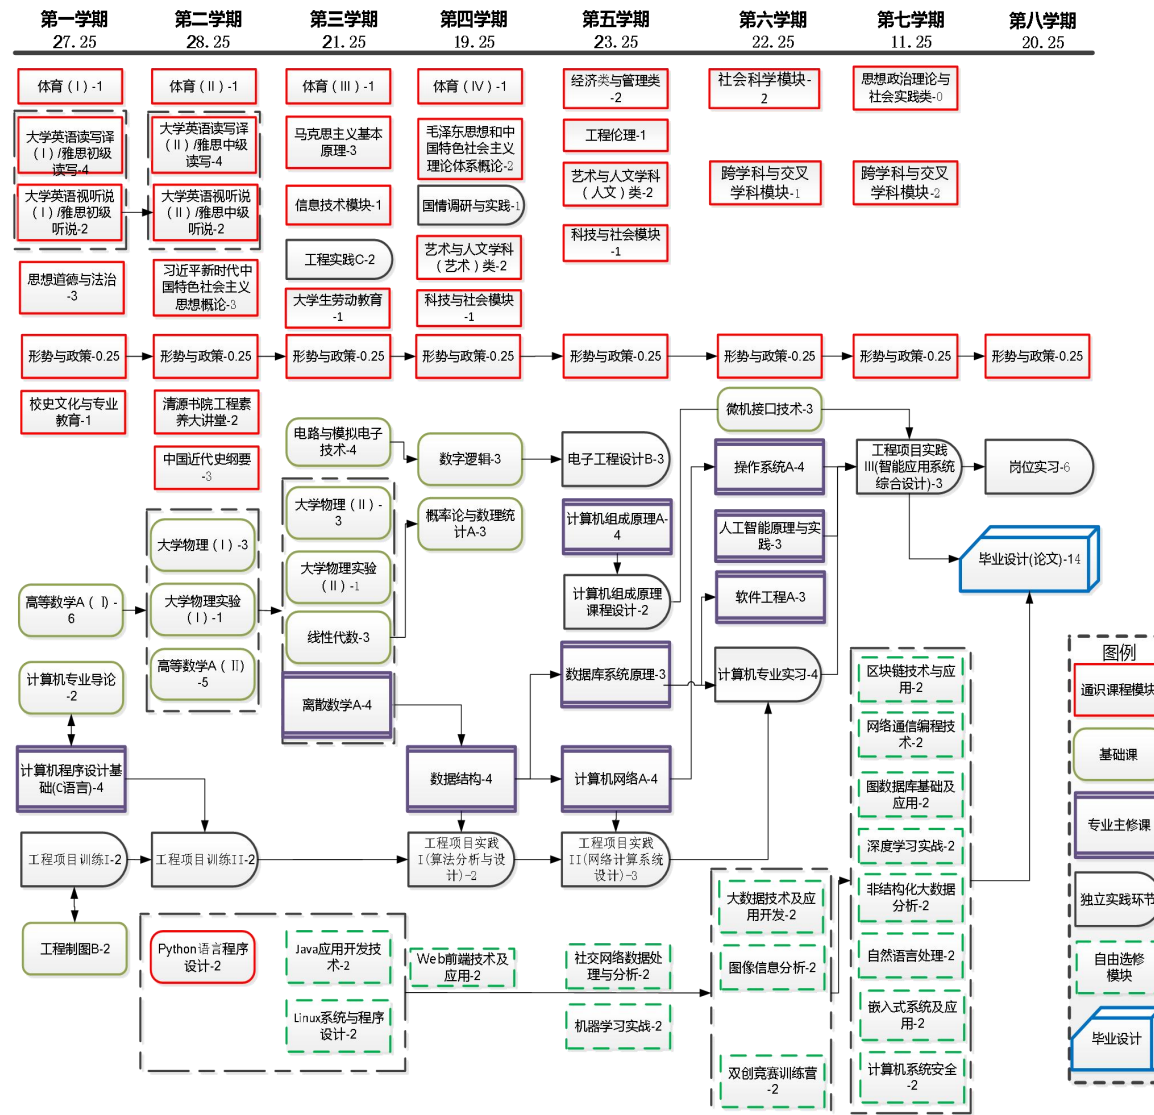 第一学期
27.25
第二学期
28.25
第三学期
21.25
第四学期
19.25
第五学期
23.25
第六学期
22.25
第七学期
11.25
第八学期
20.25
体育(I)-1
大学英语读写译
(I)/雅思初级
读写-4
大学英语视听说
(I)/雅思初级
听说-2
思想道德与法治
-3
形势与政策-0.25
校史文化与专业
教育-1
高等数学A(I)-
6
计算机专业导论
-2
计算机程序设计基
础(C语言)-4
工程项目训练I-2
工程制图B-2
体育(II)-1
大学英语读写译
(II)/雅思中级
读写-4
大学英语视听说
(II)/雅思中级
听说-2
习近平新时代中
国特色社会主义
思想概论-3
形势与政策-0.25
清源书院工程素
养大讲堂-2
中国近代史纲要
-3
大学物理(I)-3
大学物理实验
(I)-1
高等数学A(II)
-5
工程项目训练II-2
Python语言程序
设计-2
体育(III)-1
马克思主义基本
原理-3
信息技术模块-1
工程实践C-2
大学生劳动教育
-1
形势与政策-0.25
电路与模拟电子
技术-4
大学物理(II)-
3
大学物理实验
(II)-1
线性代数-3
离散数学A-4
Java应用开发技
术-2
Linux系统与程序
设计-2
体育(IV)-1
毛泽东思想和中
国特色社会主义
理论体系概论-2
国情调研与实践-1
艺术与人文学科
(艺术)类-2
科技与社会模块
-1
形势与政策-0.25
数字逻辑-3
概率论与数理统
计A-3
数据结构-4
工程项目实践
I(算法分析与设
计)-2
Web前端技术及
应用-2
经济类与管理类
-2
工程伦理-1
艺术与人文学科
(人文)类-2
科技与社会模块
-1
形势与政策-0.25
电子工程设计B-3
计算机组成原理A-
4
计算机组成原理
课程设计-2
数据库系统原理-3
计算机网络A-4
工程项目实践
II(网络计算系统
设计)-3
社交网络数据处
理与分析-2
机器学习实战-2
社会科学模块-
2
跨学科与交叉
学科模块-1
形势与政策-0.25
微机接口技术-3
操作系统A-4
人工智能原理与实
践-3
软件工程A-3
计算机专业实习-4
大数据技术及应
用开发-2
图像信息分析-2
双创竞赛训练营
-2
思想政治理论与
社会实践类-0
跨学科与交叉
学科模块-2
形势与政策-0.25
工程项目实践
III(智能应用系统
综合设计)-3
区块链技术与应
用-2
网络通信编程技
术-2
图数据库基础及
应用-2
深度学习实战-2
非结构化大数据
分析-2
自然语言处理-2
嵌入式系统及应
用-2
计算机系统安全
-2
形势与政策-0.25
岗位实习-6
毕业设计(论文)-14
图例
通识课程模块
基础课
专业主修课
独立实践环节
自由选修
模块
毕业设计